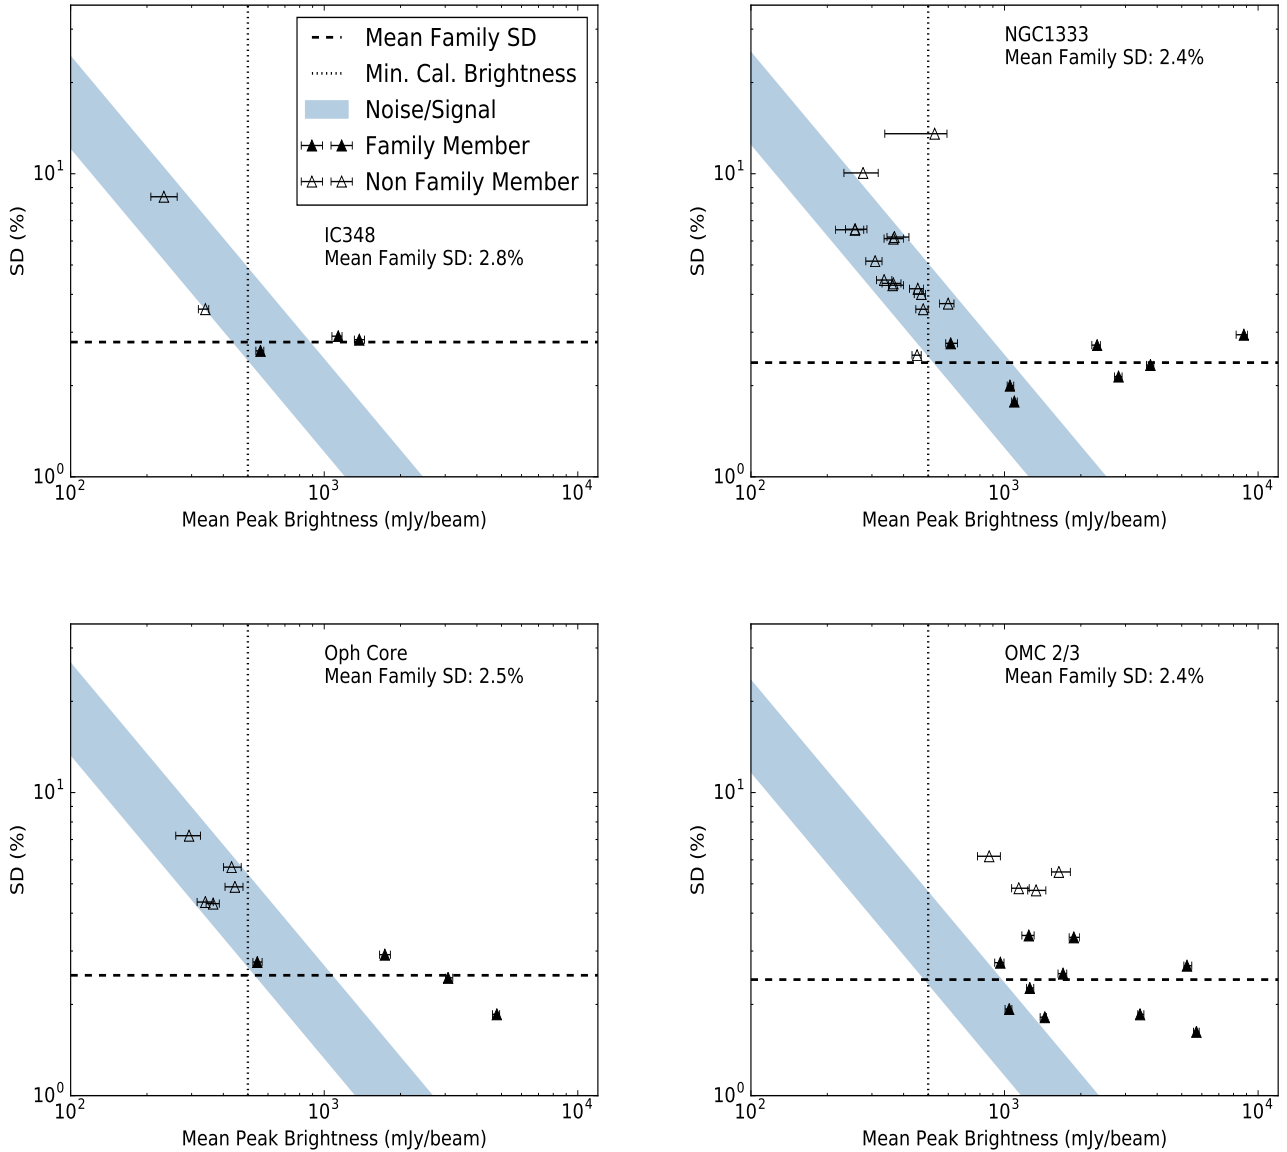 Mean Family SD
Min. Cal. Brightness
Noise/Signal
Family Member
Non Family Member
IC348
Mean Family SD: 2.8%
SD (%)
10¹
10⁰
10² 10³ 10⁴
Mean Peak Brightness (mJy/beam)
NGC1333
Mean Family SD: 2.4%
SD (%)
10¹
10⁰
10² 10³ 10⁴
Mean Peak Brightness (mJy/beam)
Oph Core
Mean Family SD: 2.5%
SD (%)
10¹
10⁰
10² 10³ 10⁴
Mean Peak Brightness (mJy/beam)
OMC 2/3
Mean Family SD: 2.4%
SD (%)
10¹
10⁰
10² 10³ 10⁴
Mean Peak Brightness (mJy/beam)